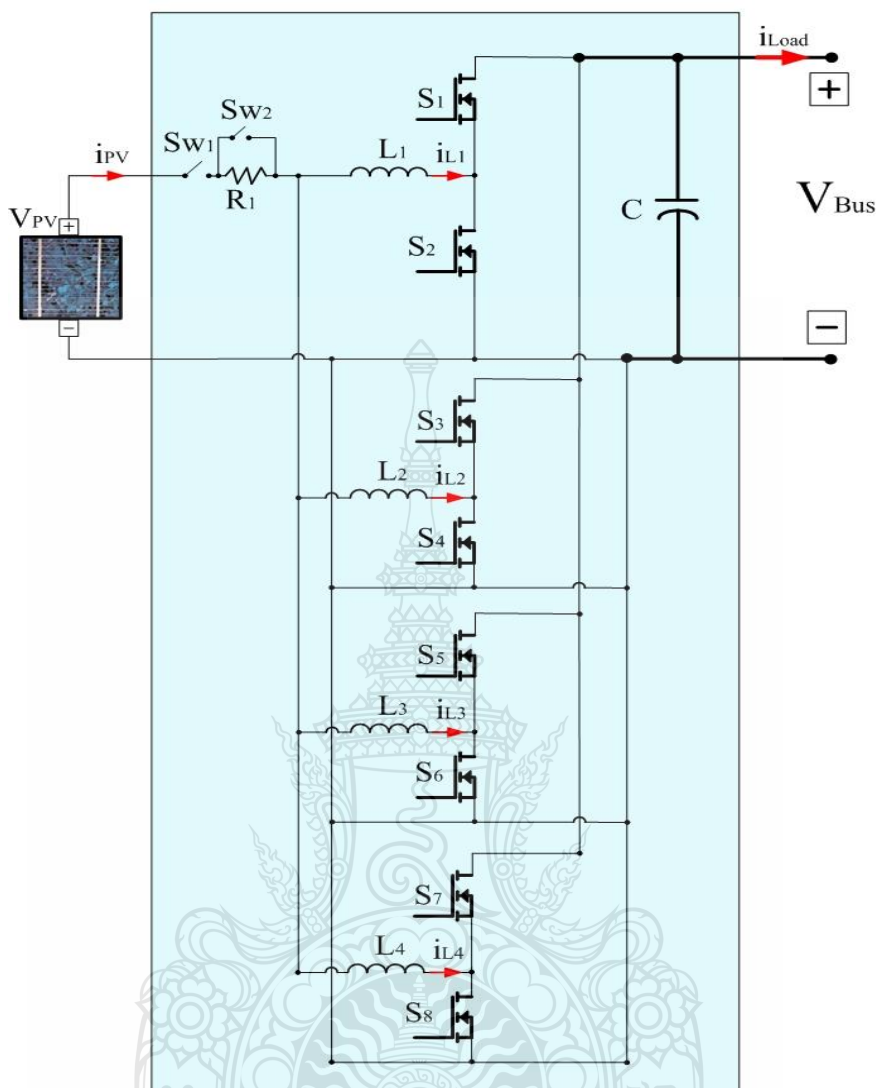 iLoad
S1
+
Sw2
Sw1
iPV
L1
iL1
R1
VPV
+
C
VBus
S2
−
−
S3
L2
iL2
S4
S5
L3
iL3
S6
S7
L4
iL4
S8